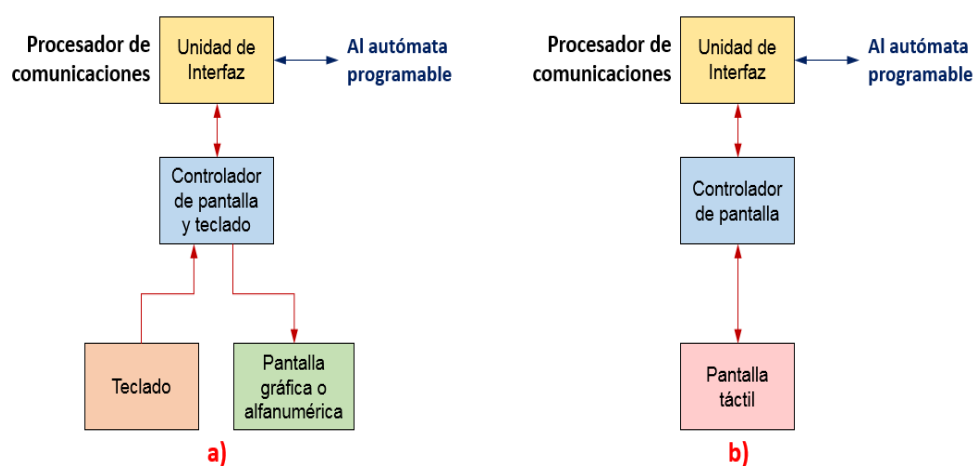 Procesador de
comunicaciones
Unidad de
Interfaz
Al autómata
programable
Controlador
de pantalla
y teclado
Teclado
Pantalla
gráfica o
alfanumérica
a)
Procesador de
comunicaciones
Unidad de
Interfaz
Al autómata
programable
Controlador
de pantalla
Pantalla
táctil
b)